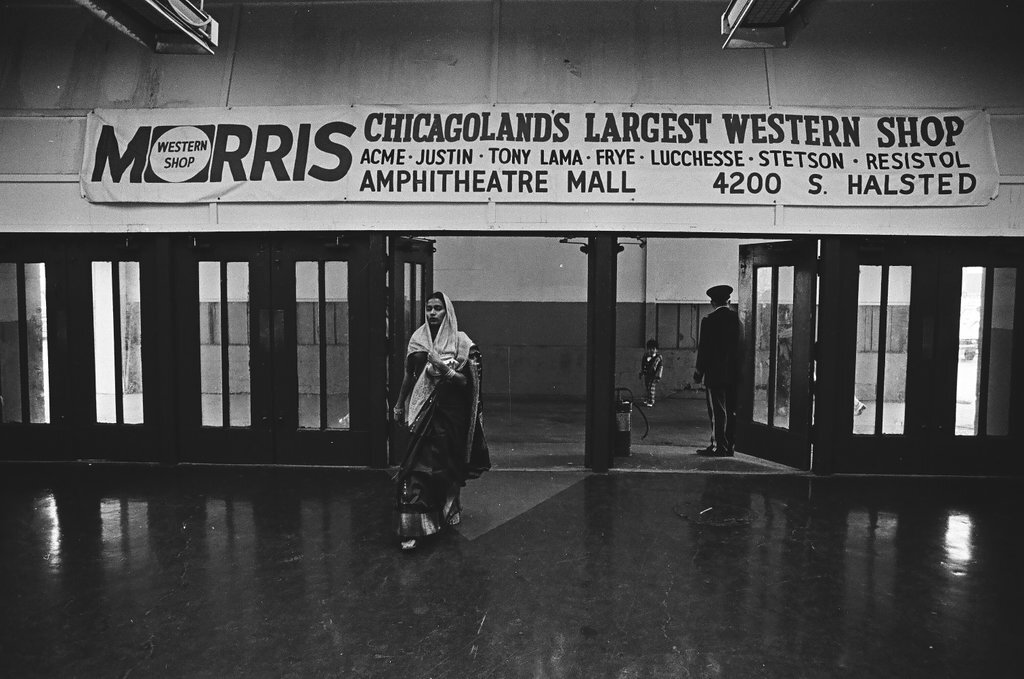 MORRIS
WESTERN
SHOP
CHICAGOLAND'S LARGEST WESTERN SHOP
ACME · JUSTIN · TONY LAMA · FRYE · LUCCHESSE · STETSON · RESISTOL
AMPHITHEATRE MALL 4200 S. HALSTED